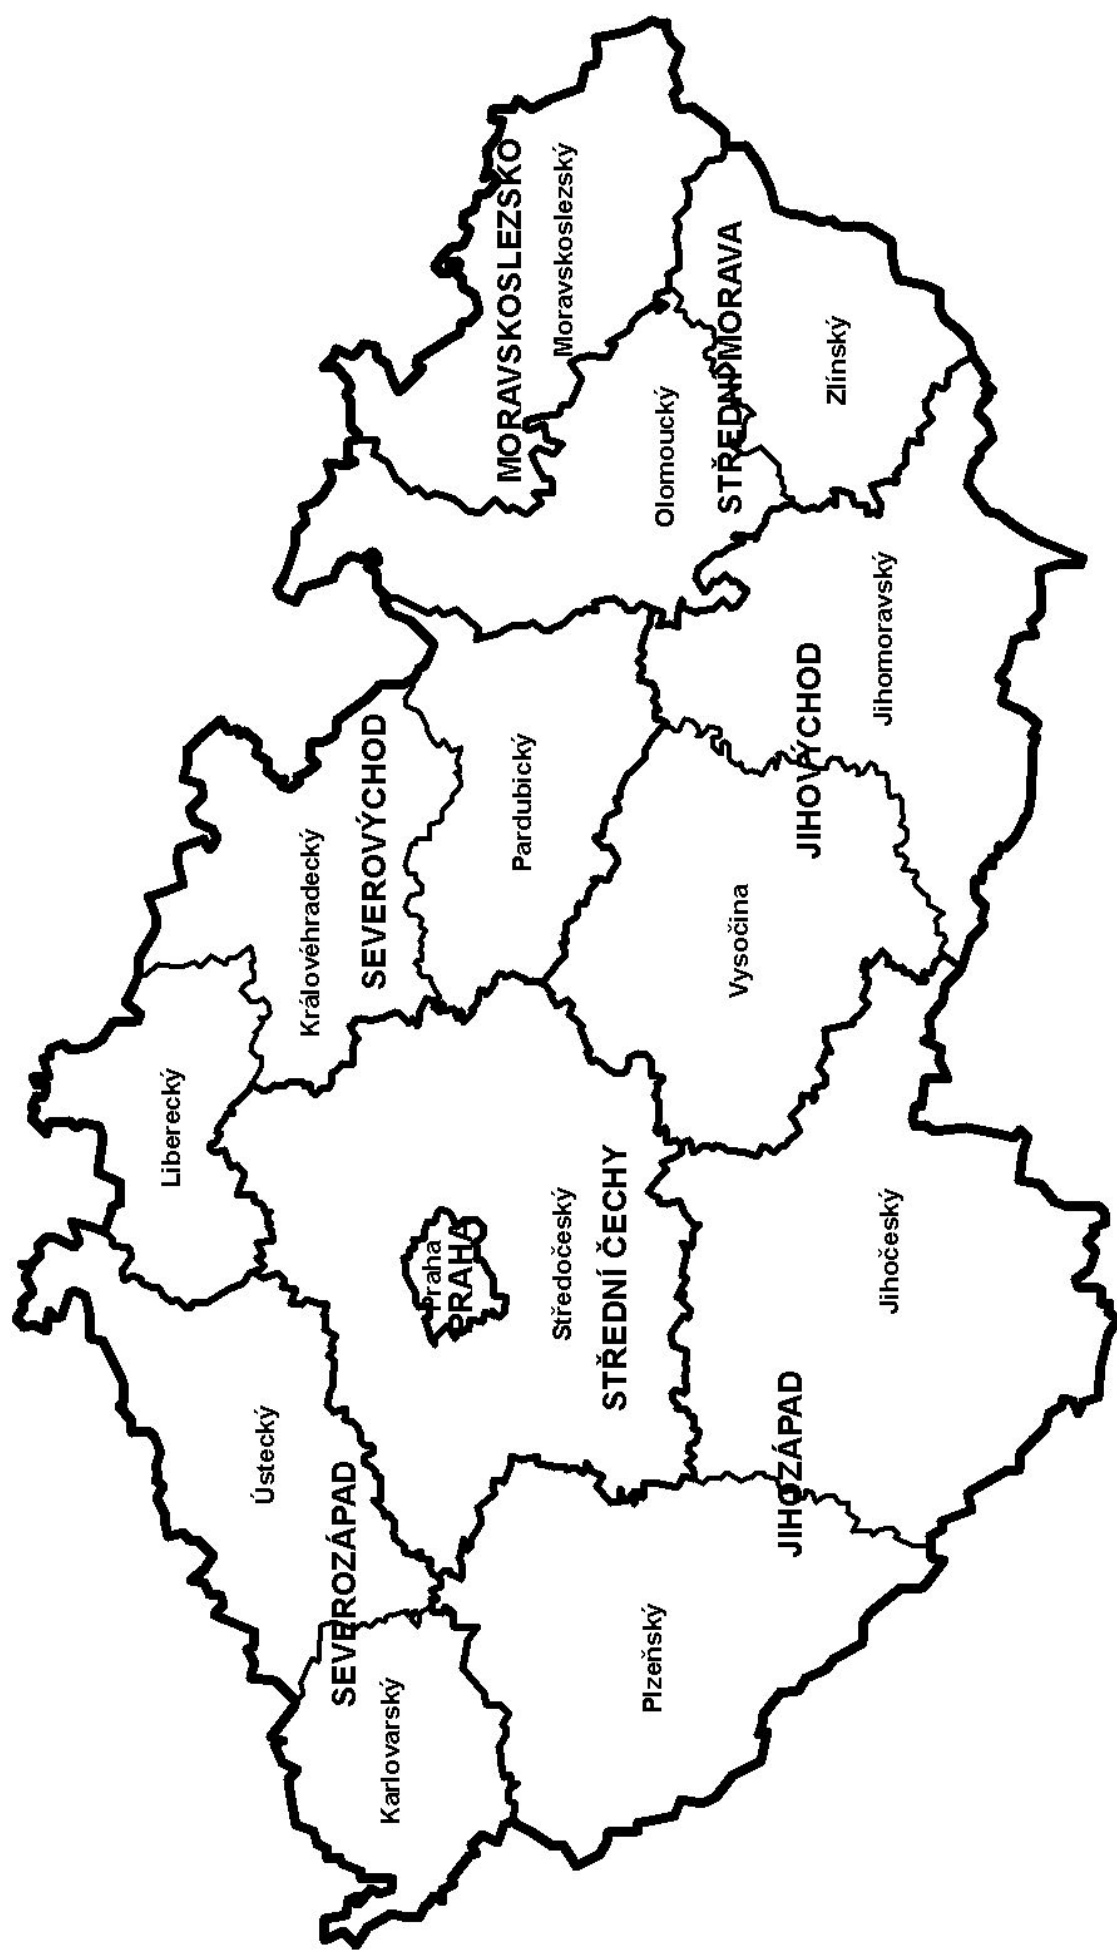 Liberecký
Ústecký
Královéhradecký
SEVEROVÝCHOD
SEVEROZÁPAD
Karlovarský
Praha
PRAHA
Pardubický
MORAVSKOSLEZSKO
Moravskoslezský
Středočeský
STŘEDNÍ ČECHY
Olomoucký
Plzeňský
STŘEDNÍ MORAVA
Vysočina
JIHOZÁPAD
JIHOVÝCHOD
Zlínský
Jihočeský
Jihomoravský